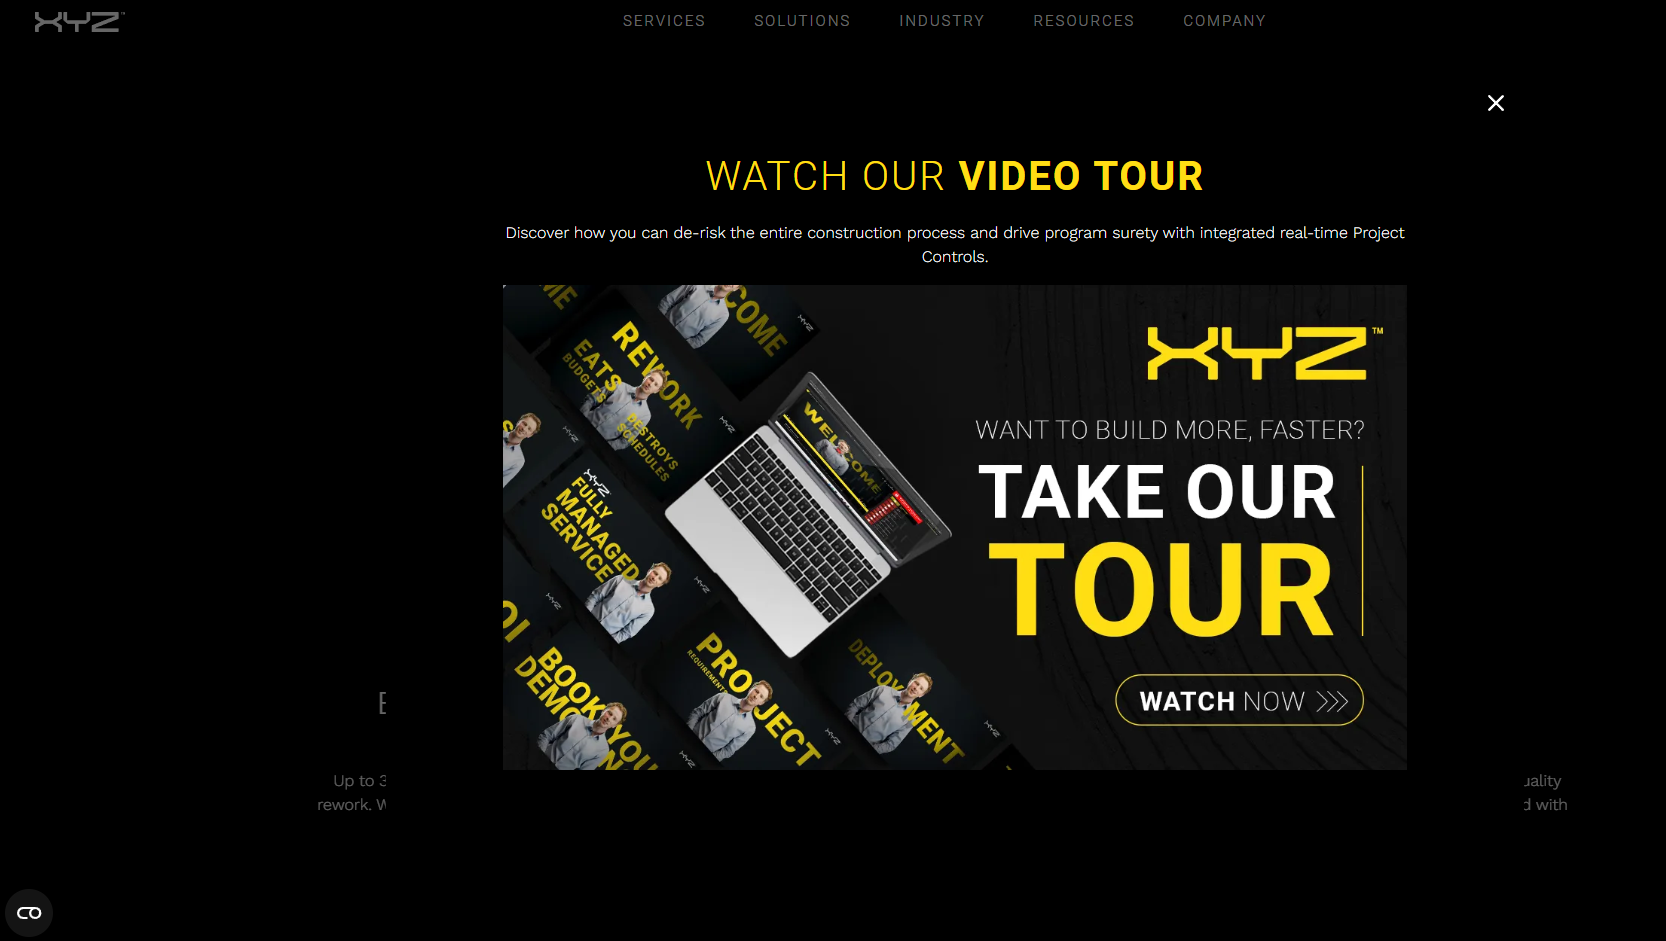 XYZ™
SERVICES
SOLUTIONS
INDUSTRY
RESOURCES
COMPANY
WATCH OUR VIDEO TOUR
Discover how you can de-risk the entire construction process and drive program surety with integrated real-time Project
Controls.
COME
REWORK
EATS
BUDGETS
DESTROYS
SCHEDULES
XYZ
FULLY
MANAGED
SERVICE
WELCOME
PROJECT
REQUIREMENTS
DEPLOYMENT
BOOK YOU
DEMO
XYZ™
WANT TO BUILD MORE, FASTER?
TAKE OUR
TOUR
WATCH NOW
Up to 3
rework. W
uality
d with